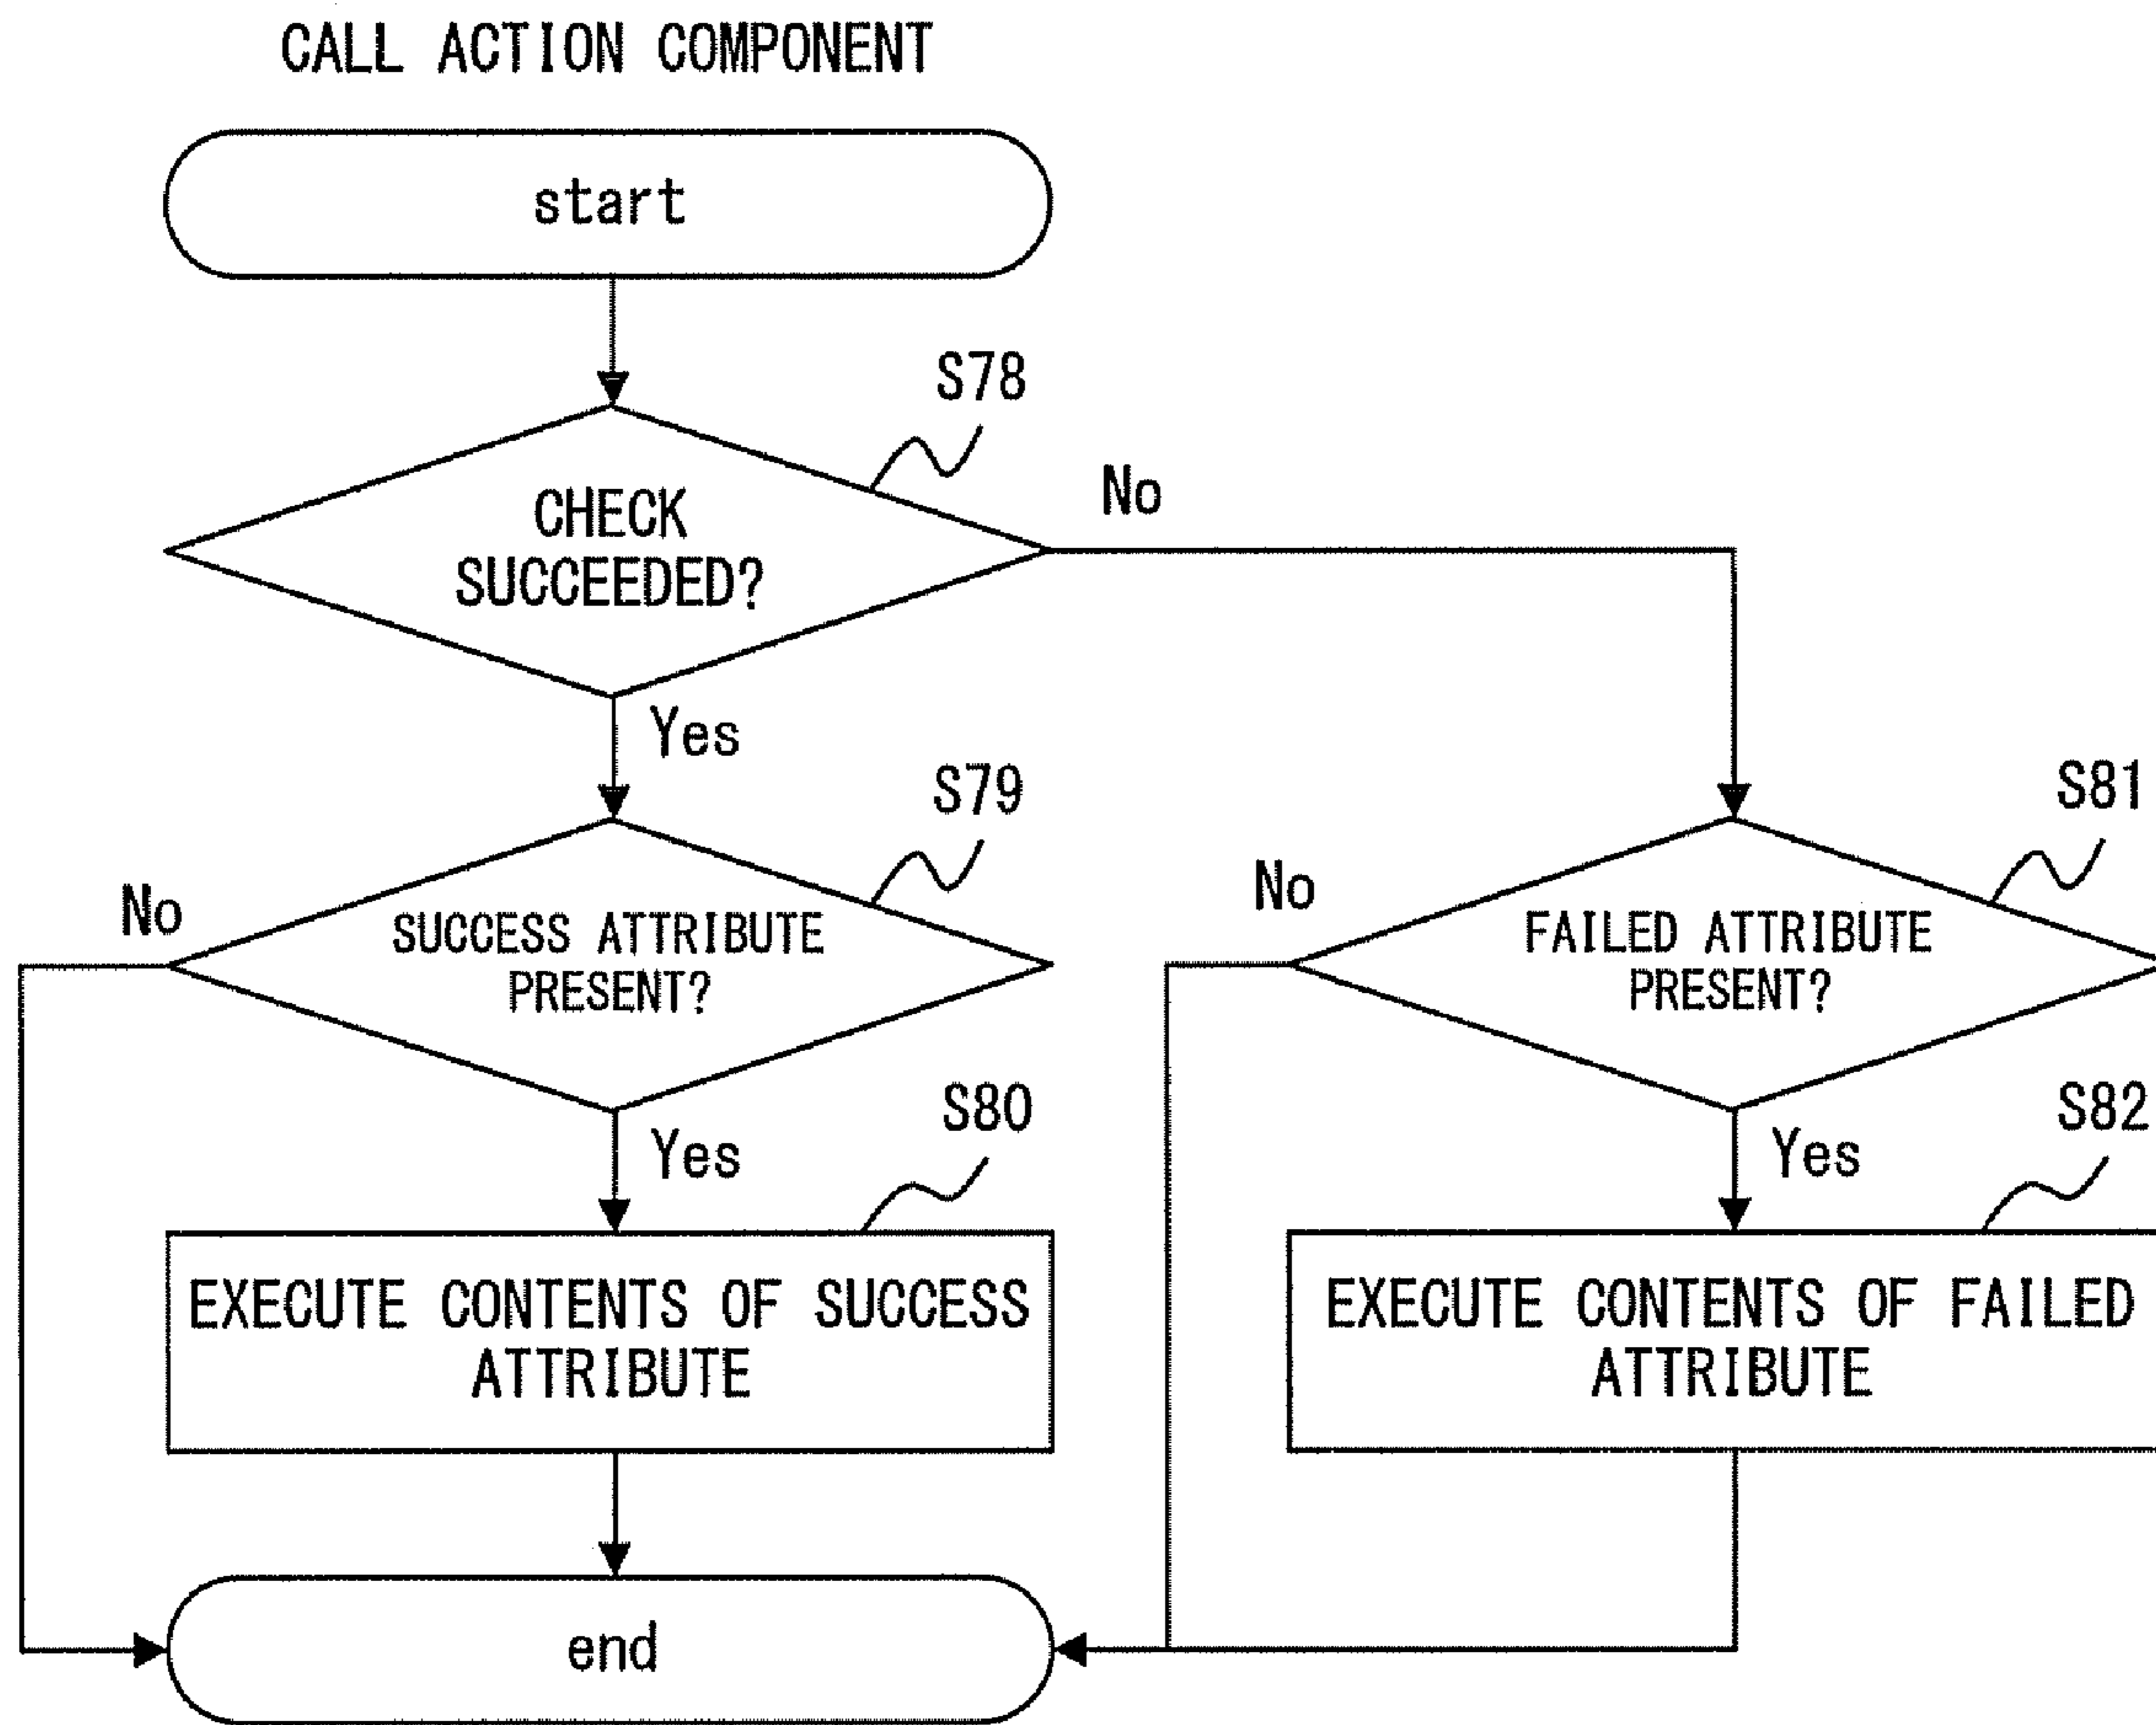 CALL ACTION COMPONENT
start
S78
CHECK
SUCCEEDED?
No
Yes
S79
No
SUCCESS ATTRIBUTE
PRESENT?
S81
No
FAILED ATTRIBUTE
PRESENT?
Yes
S80
EXECUTE CONTENTS OF SUCCESS
ATTRIBUTE
Yes
S82
EXECUTE CONTENTS OF FAILED
ATTRIBUTE
end